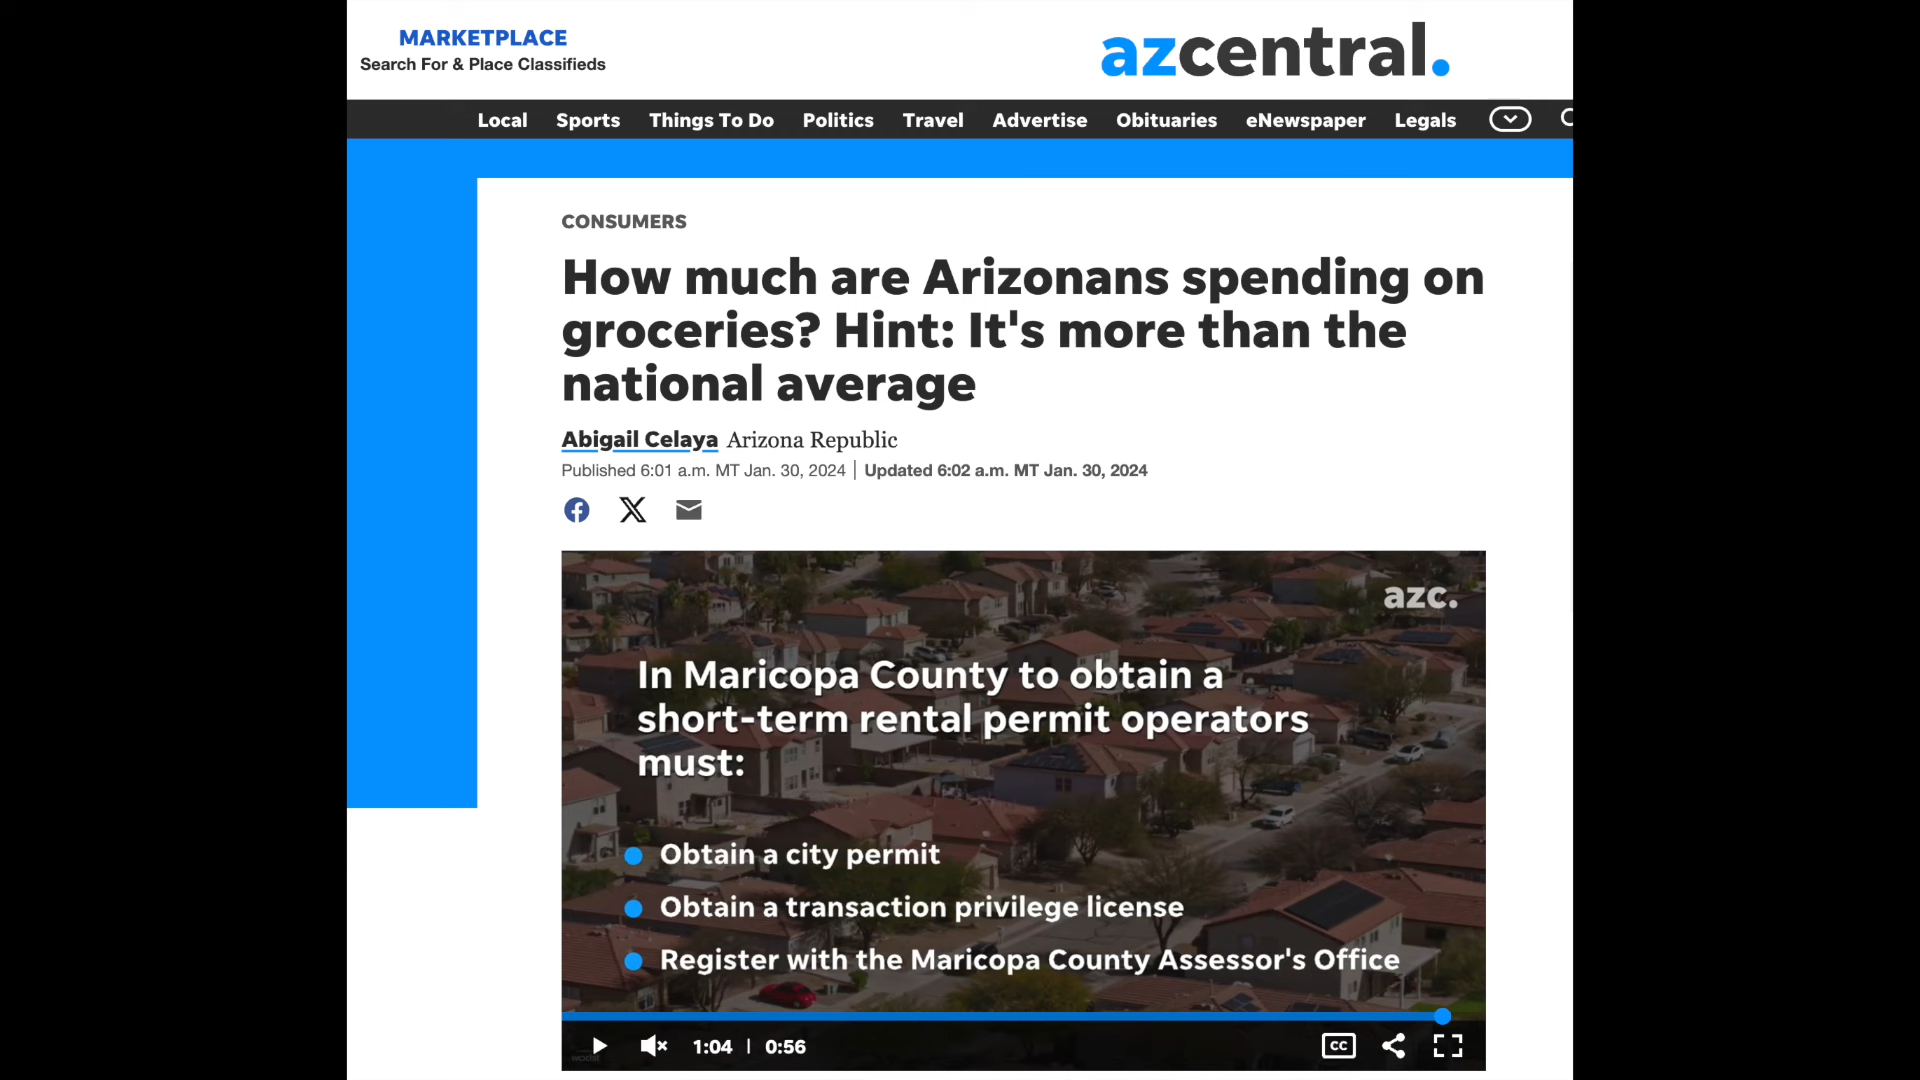 MARKETPLACE
Search For & Place Classifieds
azcentral.
Local Sports Things To Do Politics Travel Advertise Obituaries eNewspaper Legals
CONSUMERS
How much are Arizonans spending on
groceries? Hint: It's more than the
national average
Abigail Celaya Arizona Republic
Published 6:01 a.m. MT Jan. 30, 2024 | Updated 6:02 a.m. MT Jan. 30, 2024
azc.
In Maricopa County to obtain a
short-term rental permit operators
must:
Obtain a city permit
Obtain a transaction privilege license
Register with the Maricopa County Assessor's Office
1:04 | 0:56
CC